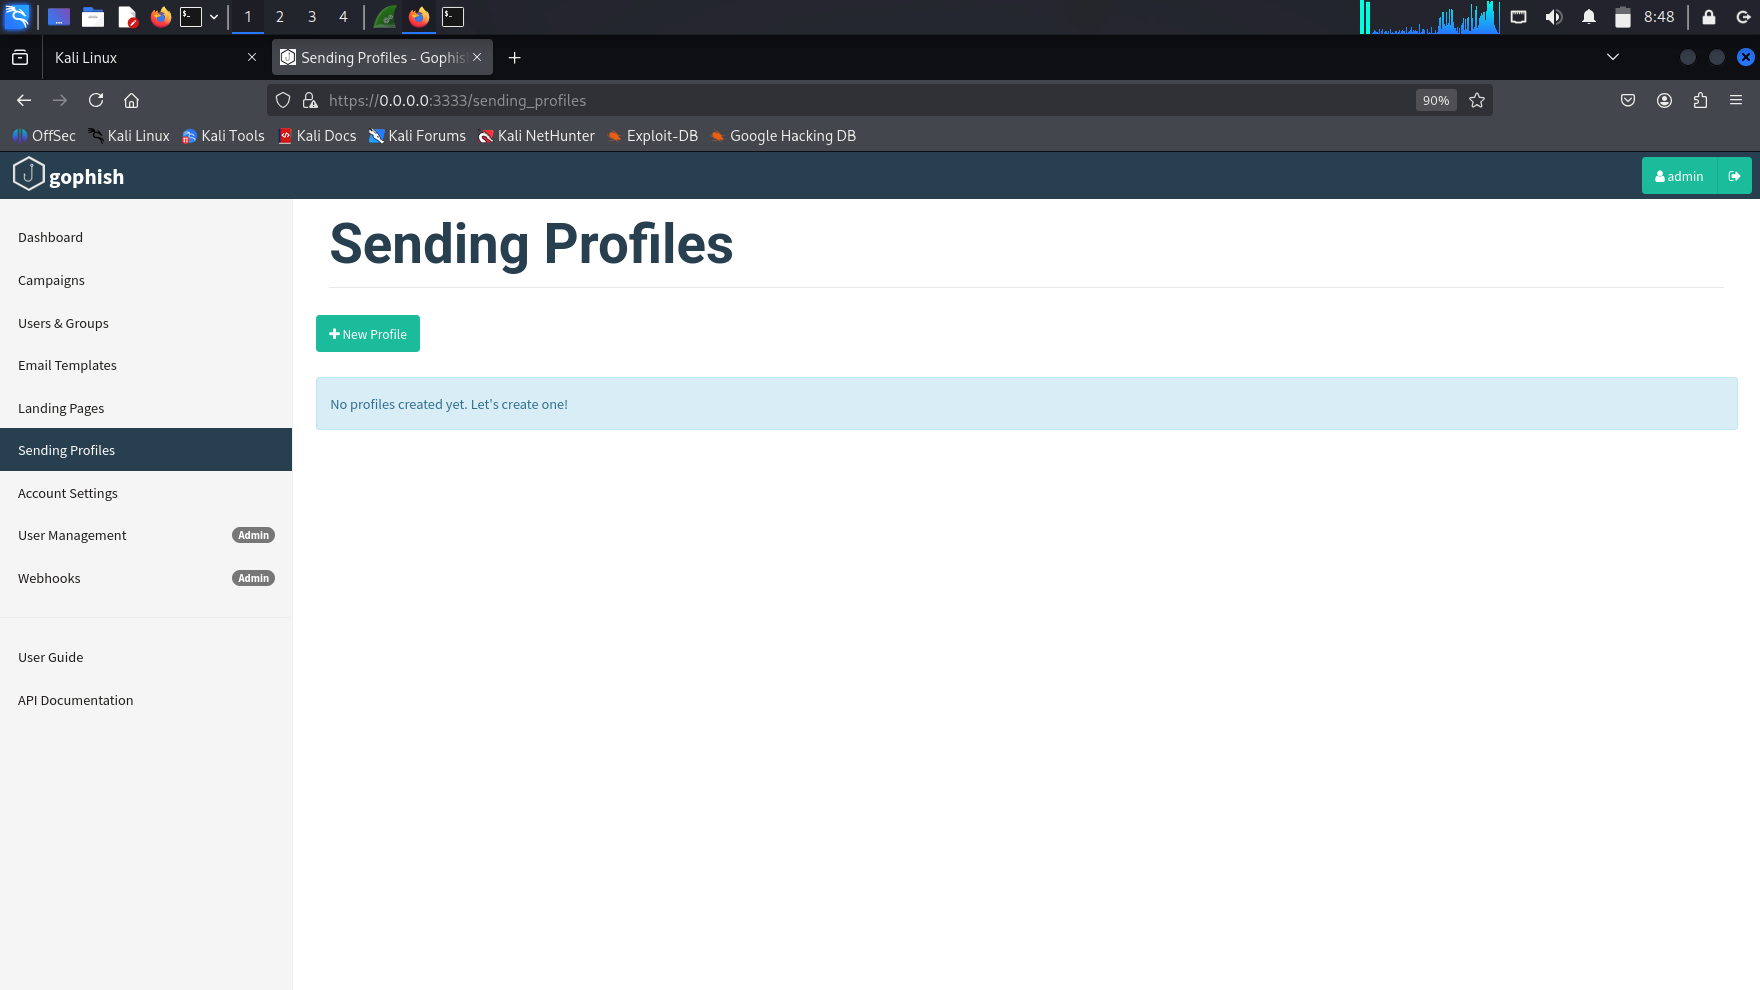 1 2 3 4 8:48
Kali Linux
Sending Profiles - Gophis
https://0.0.0.0:3333/sending_profiles 90%
OffSec Kali Linux Kali Tools Kali Docs Kali Forums Kali NetHunter Exploit-DB Google Hacking DB
gophish admin
Dashboard
Campaigns
Users & Groups
Email Templates
Landing Pages
Sending Profiles
Account Settings
User Management Admin
Webhooks Admin
User Guide
API Documentation
Sending Profiles
New Profile
No profiles created yet. Let's create one!